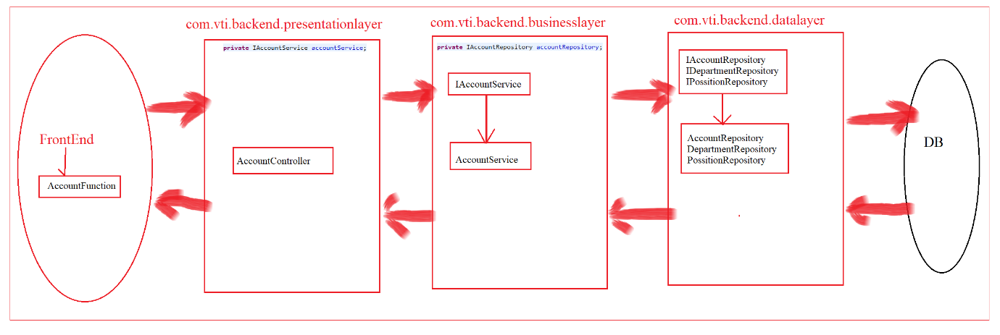 com.vti.backend.presentationlayer
com.vti.backend.businesslayer
com.vti.backend.datalayer
private IAccountService accountService;
private IAccountRepository accountRepository;
IAccountRepository
IDepartmentRepository
IPossitionRepository
IAccountService
FrontEnd
AccountFunction
AccountController
AccountService
AccountRepository
DepartmentRepository
PossitionRepository
DB